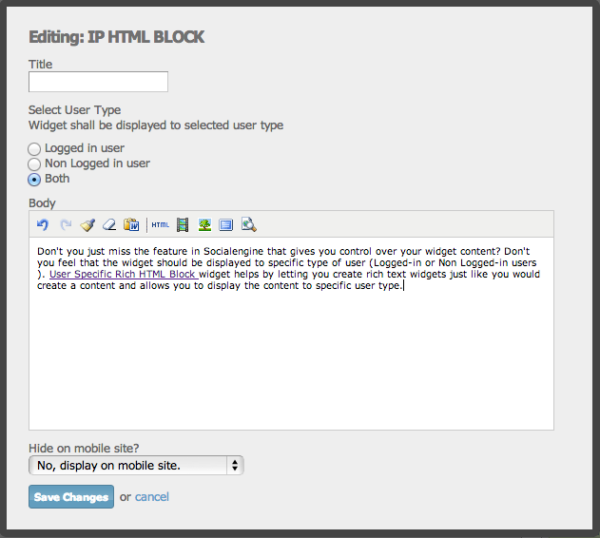 Editing: IP HTML BLOCK
Title
Select User Type
Widget shall be displayed to selected user type
Logged in user
Non Logged in user
Both
Body
HTML
Don't you just miss the feature in Socialengine that gives you control over your widget content? Don't
you feel that the widget should be displayed to specific type of user (Logged-in or Non Logged-in users
). User Specific Rich HTML Block widget helps by letting you create rich text widgets just like you would
create a content and allows you to display the content to specific user type.
Hide on mobile site?
No, display on mobile site.
Save Changes or cancel